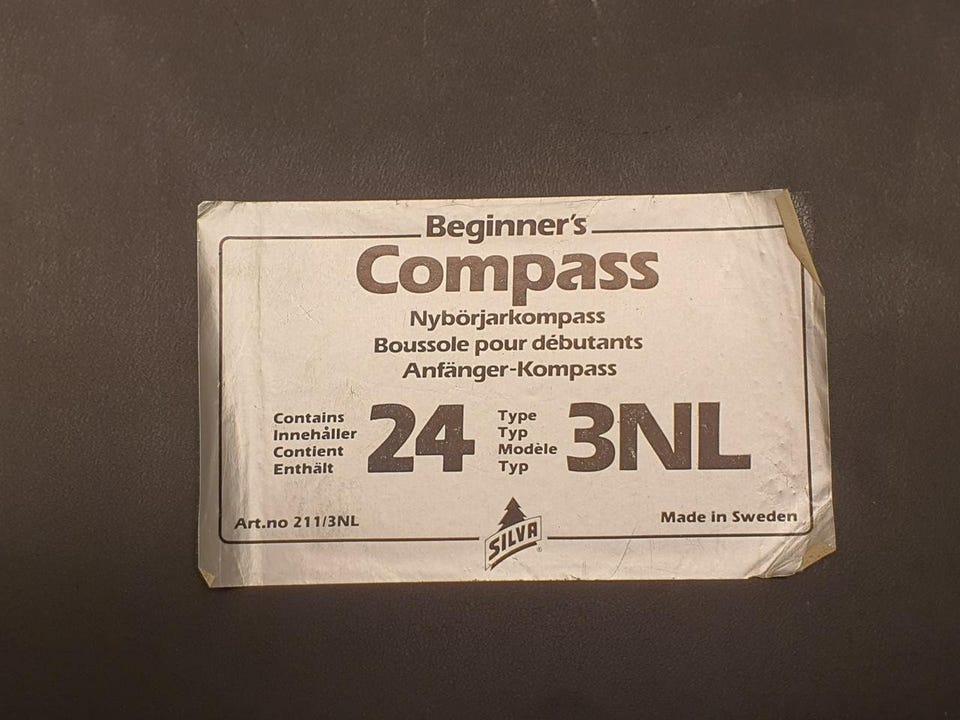 Beginner's
Compass
Nybörjarkompass
Boussole pour débutants
Anfänger-Kompass
Contains
Innehåller
Contient
Enthält
24
Type
Typ
Modèle
Typ
3NL
Art.no 211/3NL
SILVA®
Made in Sweden